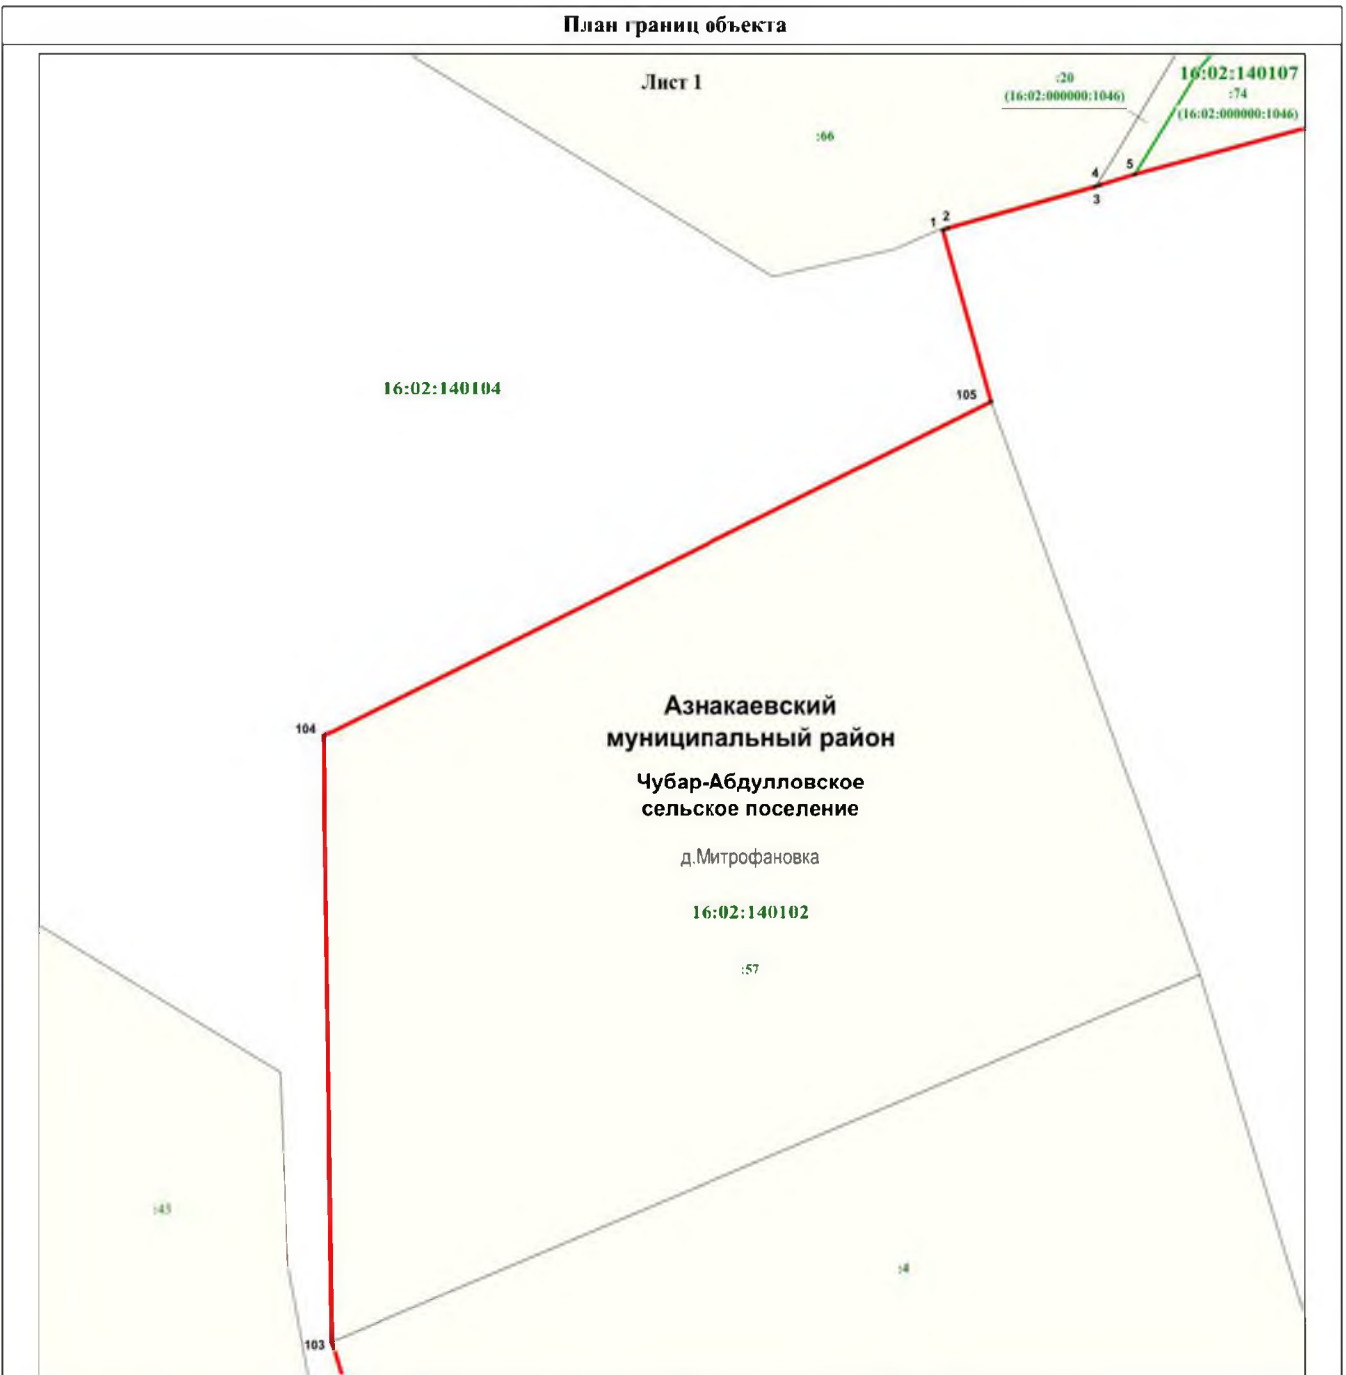 План границ объекта
Лист 1
:20
(16:02:000000:1046)
16:02:140107
:74
(16:02:000000:1046)
:66
4
5
3
1 2
16:02:140104
105
104
Азнакаевский
муниципальный район
Чубар-Абдулловское
сельское поселение
д.Митрофановка
16:02:140102
:57
:4
103